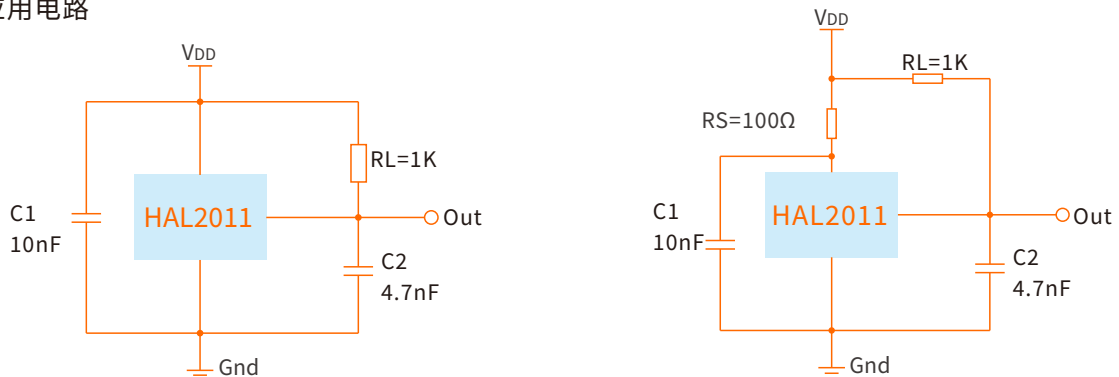 应用电路
VDD
RL=1K
HAL2011
C1
10nF
Out
C2
4.7nF
Gnd
VDD
RL=1K
RS=100Ω
C1
10nF
HAL2011
Out
C2
4.7nF
Gnd